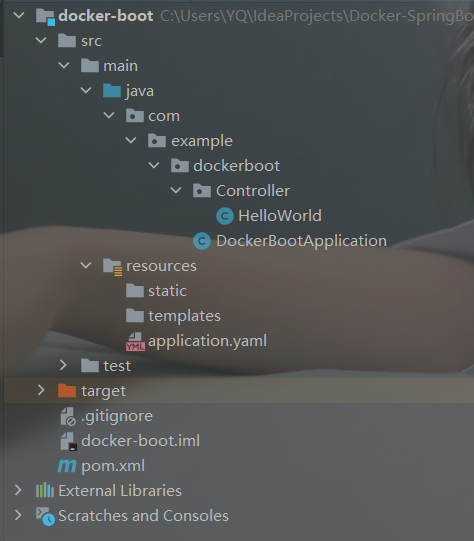 docker-boot C:\Users\YQ\IdeaProjects\Docker-SpringBo
src
main
java
com
example
dockerboot
Controller
C HelloWorld
C DockerBootApplication
resources
static
templates
YML application.yaml
test
target
.gitignore
docker-boot.iml
m pom.xml
External Libraries
Scratches and Consoles